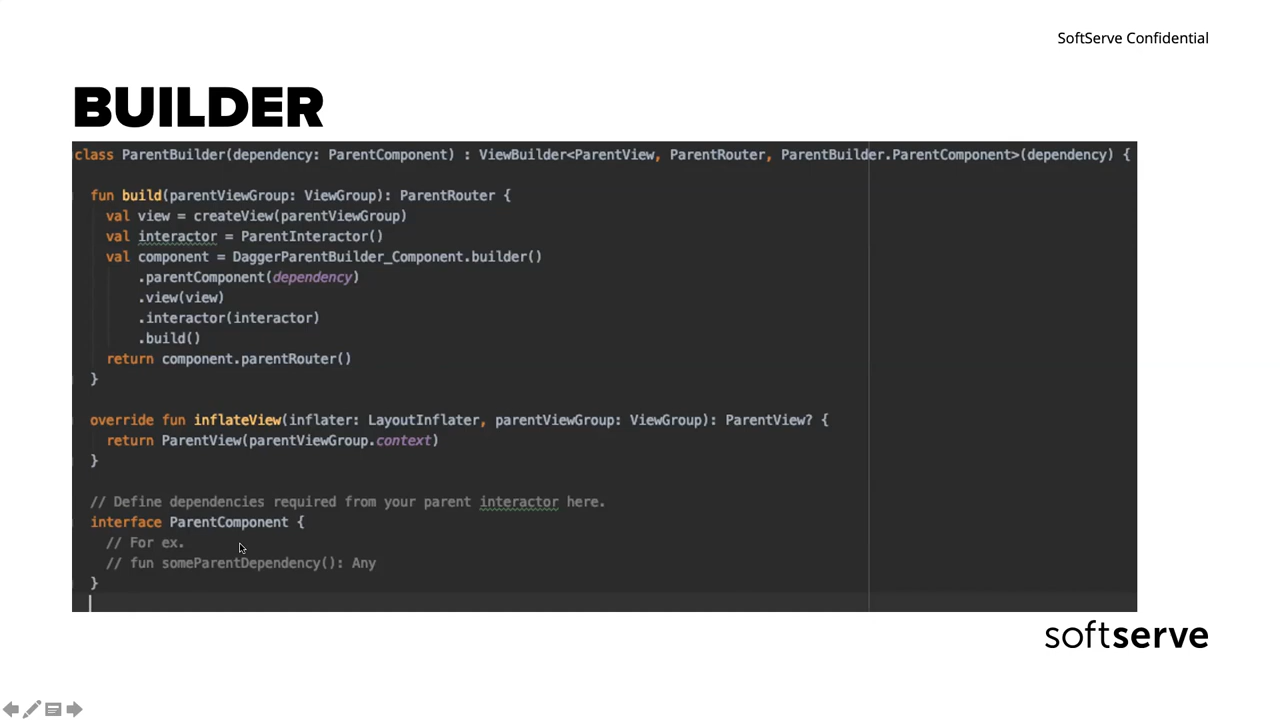 SoftServe Confidential
BUILDER
class ParentBuilder(dependency: ParentComponent) : ViewBuilder<ParentView, ParentRouter, ParentBuilder.ParentComponent>(dependency) {
fun build(parentViewGroup: ViewGroup): ParentRouter {
val view = createView(parentViewGroup)
val interactor = ParentInteractor()
val component = DaggerParentBuilder_Component.builder()
.parentComponent(dependency)
.view(view)
.interactor(interactor)
.build()
return component.parentRouter()
}
override fun inflateView(inflater: LayoutInflater, parentViewGroup: ViewGroup): ParentView? {
return ParentView(parentViewGroup.context)
}
// Define dependencies required from your parent interactor here.
interface ParentComponent {
// For ex.
// fun someParentDependency(): Any
}
softserve